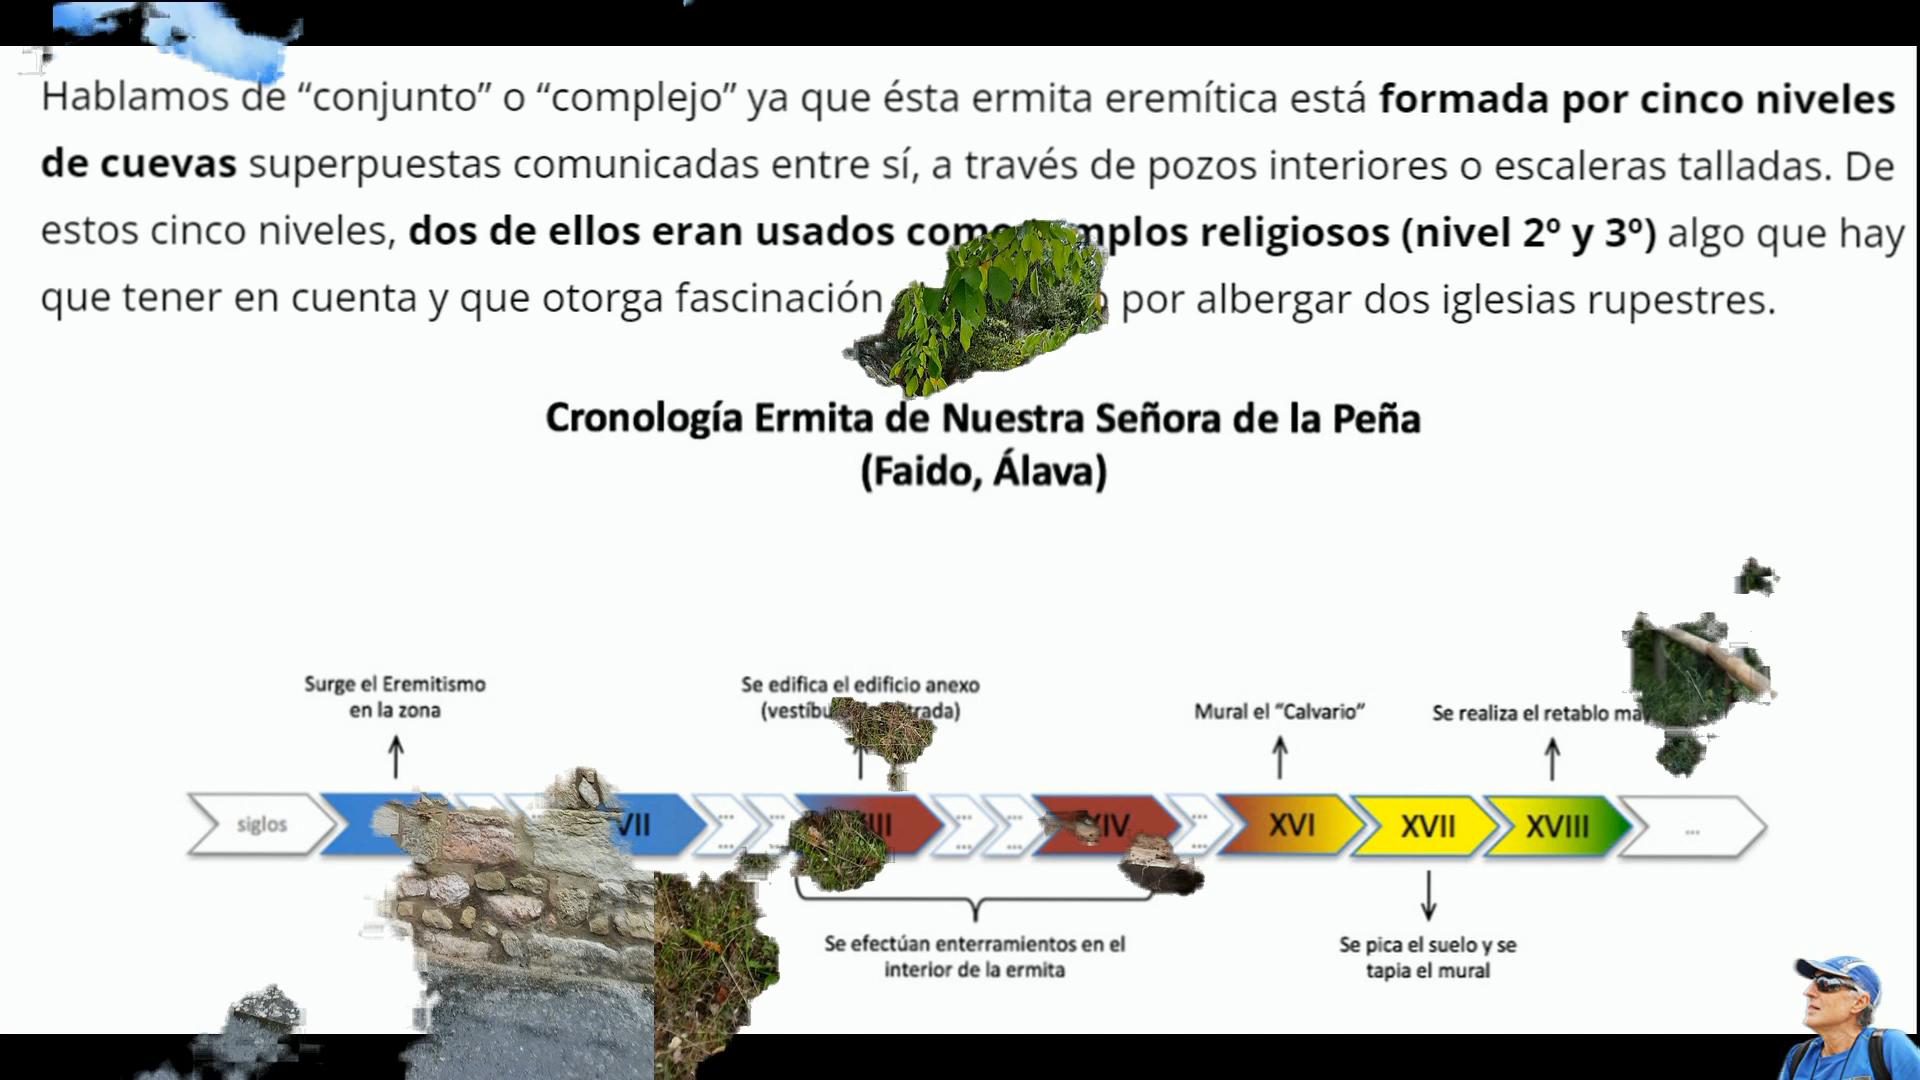 Hablamos de “conjunto” o “complejo” ya que ésta ermita eremítica está formada por cinco niveles
de cuevas superpuestas comunicadas entre sí, a través de pozos interiores o escaleras talladas. De
estos cinco niveles, dos de ellos eran usados como religiosos (nivel 2º y 3º) algo que hay
que tener en cuenta y que otorga fascinación por albergar dos iglesias rupestres.
Cronología Ermita de Nuestra Señora de la Peña
(Faido, Álava)
Surge el Eremitismo
en la zona
Se edifica el edificio anexo
Mural el “Calvario”
Se realiza el retablo
siglos
... ... ... ... XIV ... XVI XVII XVIII ...
Se efectúan enterramientos en el
interior de la ermita
Se pica el suelo y se
tapia el mural